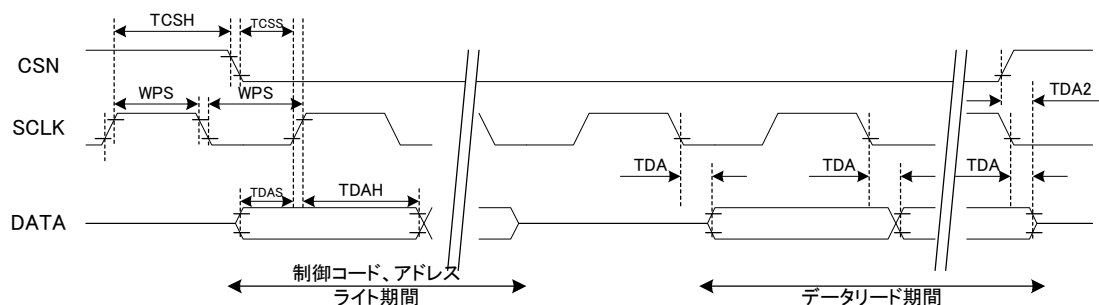 TCSH
TCSS
CSN
WPS
WPS
TDA2
SCLK
TDA
TDA
TDA
TDAS
TDAH
DATA
制御コード、アドレス
ライト期間
データリード期間